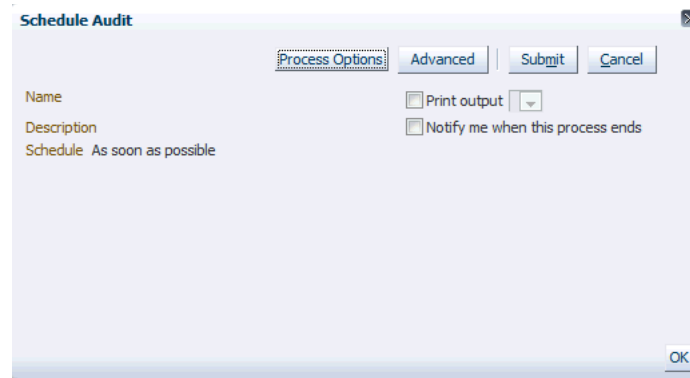 Schedule Audit
Process Options Advanced Submit Cancel
Name Print output
Description Notify me when this process ends
Schedule As soon as possible
OK